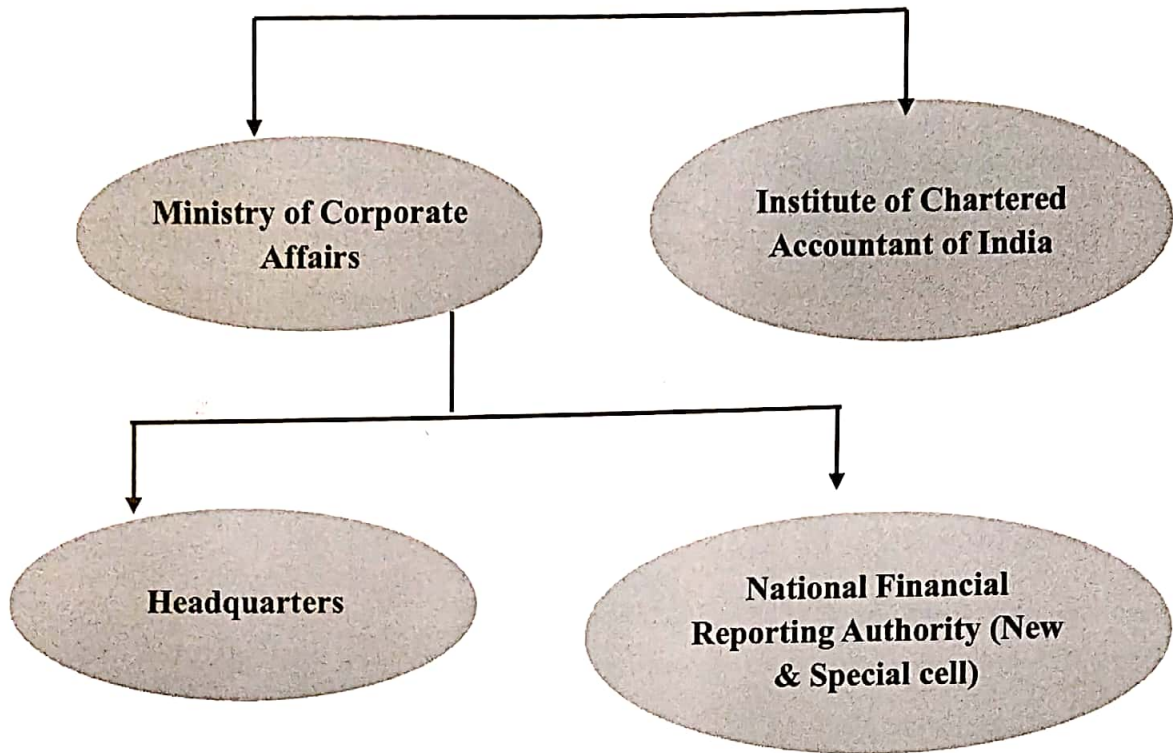 Ministry of Corporate
Affairs
Institute of Chartered
Accountant of India
Headquarters
National Financial
Reporting Authority (New
& Special cell)